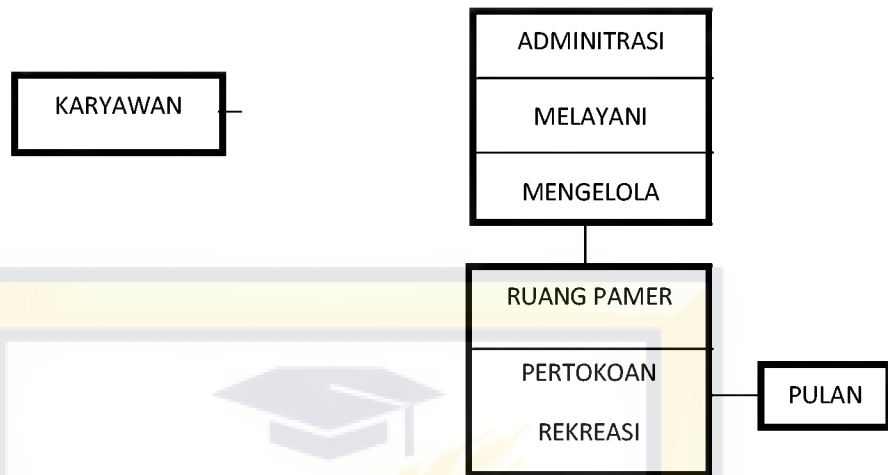 ADMINITRASI
KARYAWAN
MELAYANI
MENGELOLA
RUANG PAMER
PERTOKOAN
PULAN
REKREASI